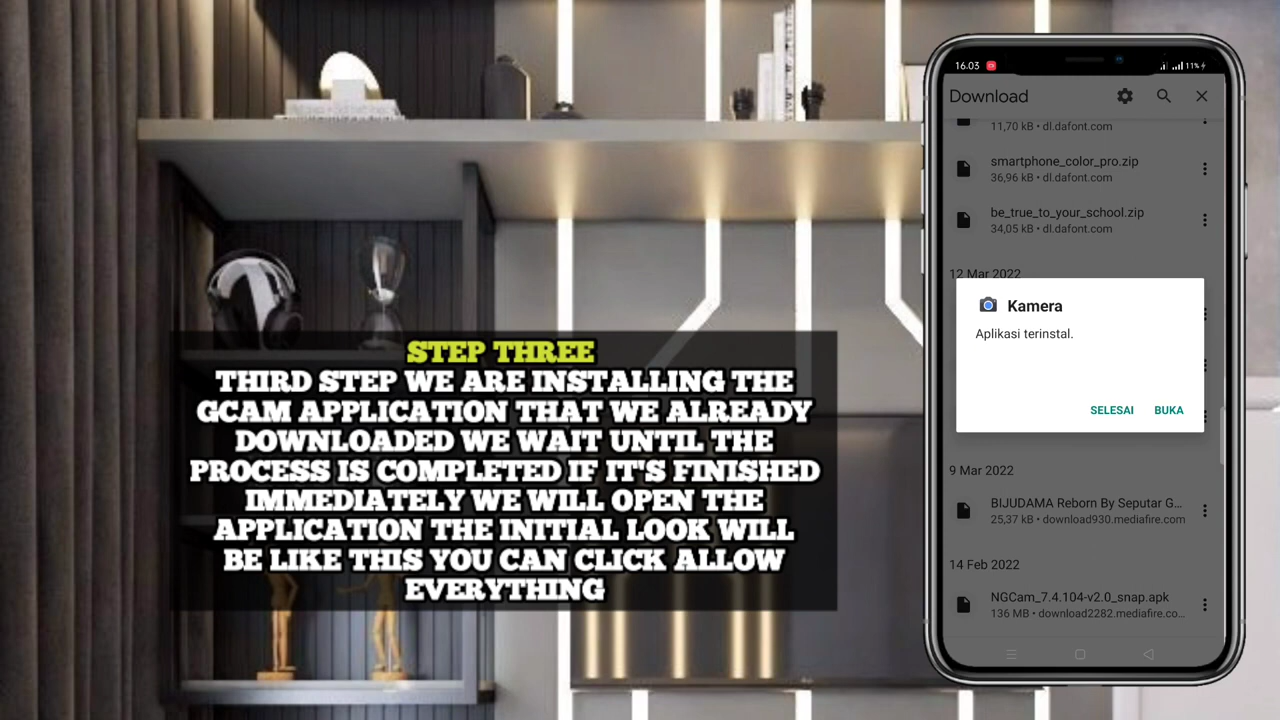 STEP THREE
THIRD STEP WE ARE INSTALLING THE
GCAM APPLICATION THAT WE ALREADY
DOWNLOADED WE WAIT UNTIL THE
PROCESS IS COMPLETED IF IT'S FINISHED
IMMEDIATELY WE WILL OPEN THE
APPLICATION THE INITIAL LOOK WILL
BE LIKE THIS YOU CAN CLICK ALLOW
EVERYTHING
16.03
11%
Download
11,70 kB • dl.dafont.com
smartphone_color_pro.zip
36,96 kB • dl.dafont.com
be_true_to_your_school.zip
34,05 kB • dl.dafont.com
12 Mar 2022
Kamera
Aplikasi terinstal.
SELESAI BUKA
9 Mar 2022
BIJUDAMA Reborn By Seputar G...
25,37 kB • download930.mediafire.com
14 Feb 2022
NGCam_7.4.104-v2.0_snap.apk
136 MB • download2282.mediafire.co...